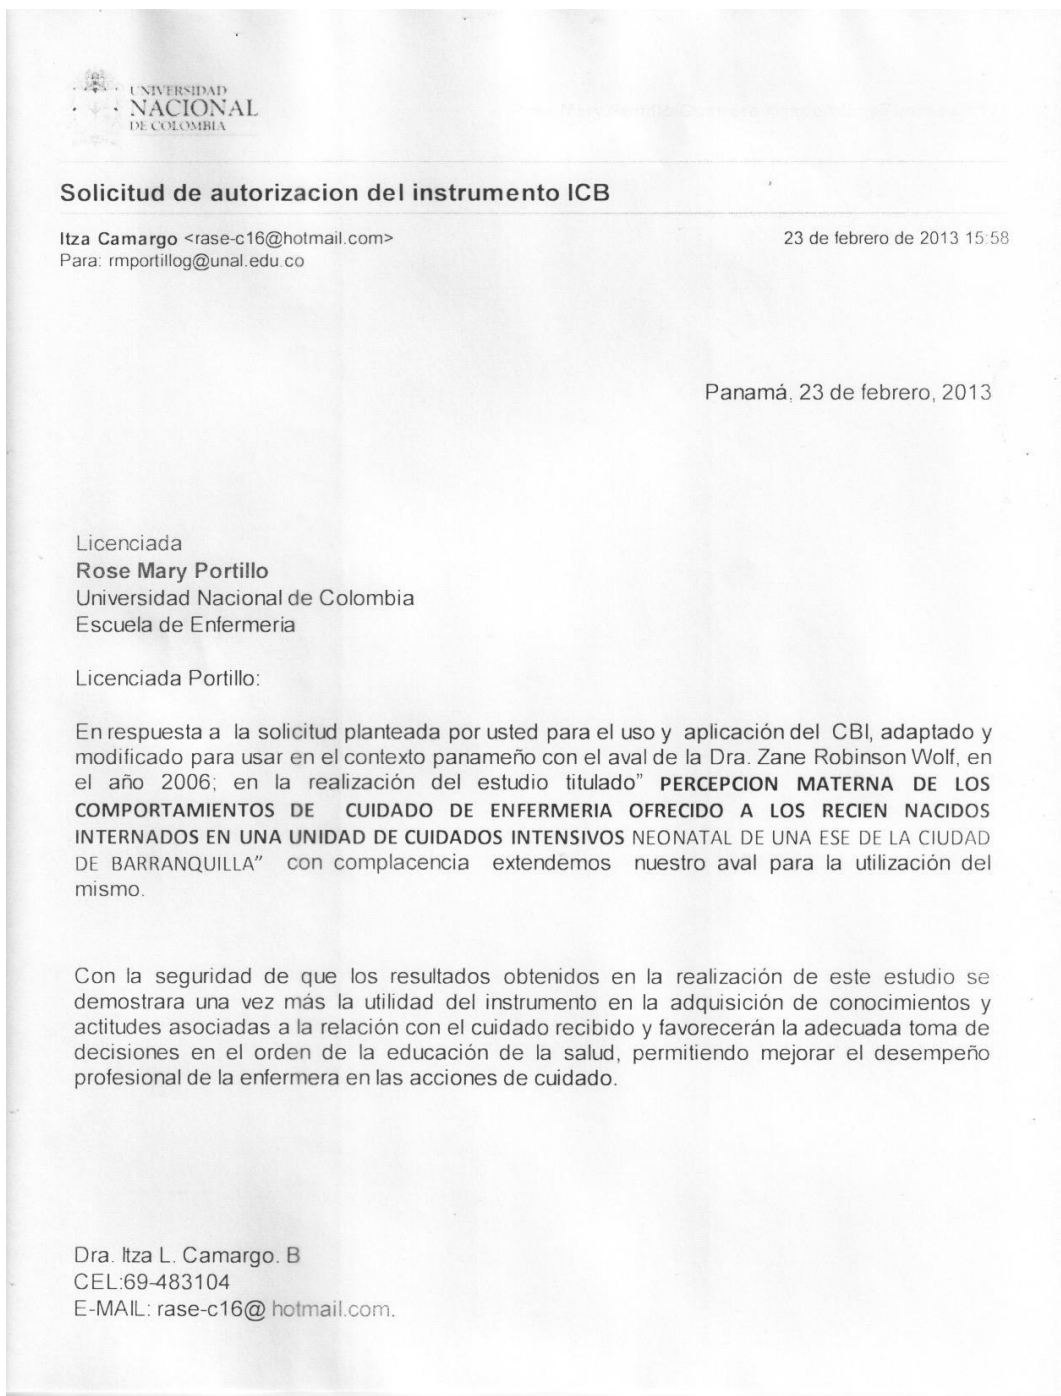 UNIVERSIDAD
NACIONAL
DE COLOMBIA
Solicitud de autorizacion del instrumento ICB
Itza Camargo <rase-c16@hotmail.com>
23 de febrero de 2013 15:58
Para: rmportillog@unal.edu.co
Panamá, 23 de febrero, 2013
Licenciada
Rose Mary Portillo
Universidad Nacional de Colombia
Escuela de Enfermeria
Licenciada Portillo:
En respuesta a la solicitud planteada por usted para el uso y aplicación del CBI, adaptado y
modificado para usar en el contexto panameño con el aval de la Dra. Zane Robinson Wolf, en
el año 2006; en la realización del estudio titulado" PERCEPCION MATERNA DE LOS
COMPORTAMIENTOS DE CUIDADO DE ENFERMERIA OFRECIDO A LOS RECIEN NACIDOS
INTERNADOS EN UNA UNIDAD DE CUIDADOS INTENSIVOS NEONATAL DE UNA ESE DE LA CIUDAD
DE BARRANQUILLA" con complacencia extendemos nuestro aval para la utilización del
mismo.
Con la seguridad de que los resultados obtenidos en la realización de este estudio se
demostrara una vez más la utilidad del instrumento en la adquisición de conocimientos y
actitudes asociadas a la relación con el cuidado recibido y favorecerán la adecuada toma de
decisiones en el orden de la educación de la salud, permitiendo mejorar el desempeño
profesional de la enfermera en las acciones de cuidado.
Dra. Itza L. Camargo. B
CEL:69-483104
E-MAIL: rase-c16@ hotmail.com.